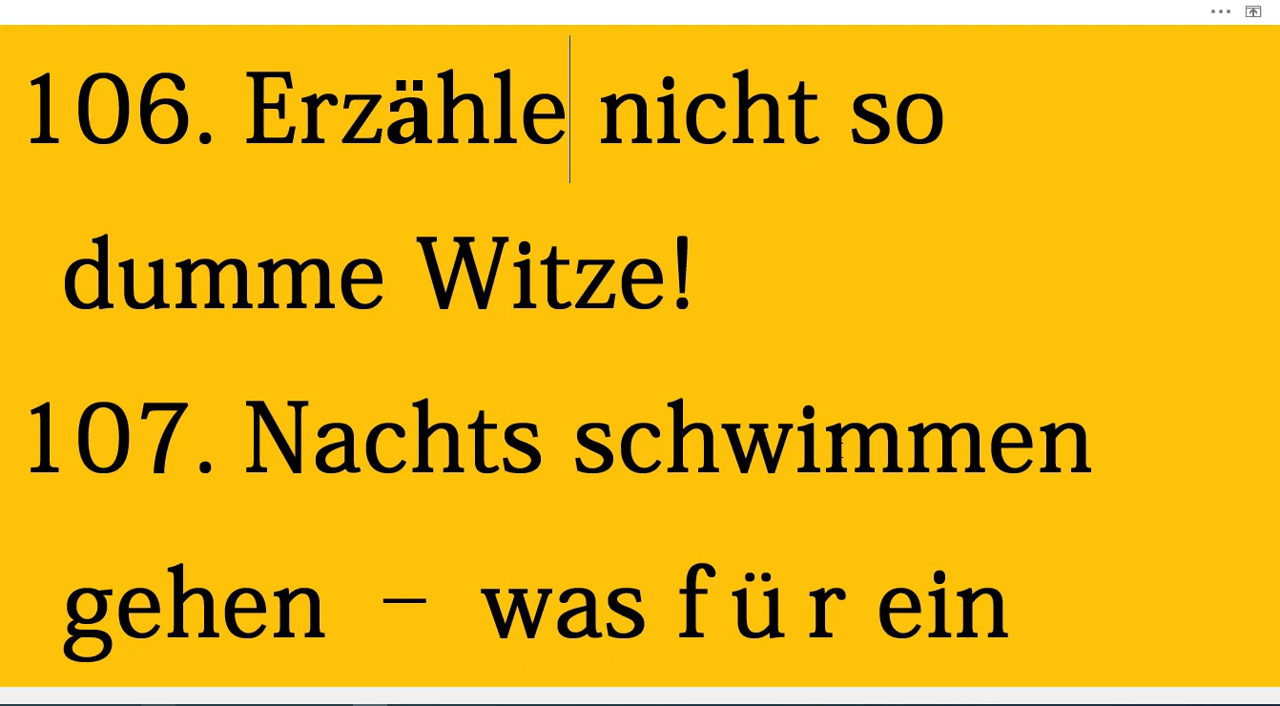 106. Erzähle nicht so
dumme Witze!
107. Nachts schwimmen
gehen – was für ein